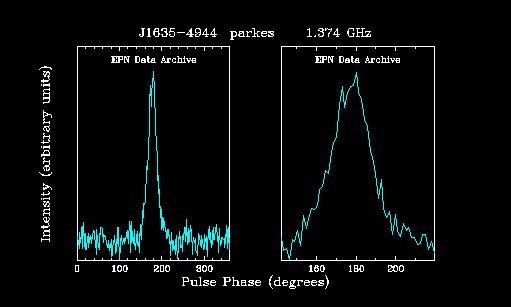 J1635-4944 parkes 1.374 GHz
EPN Data Archive EPN Data Archive
Intensity (arbitrary units)
0 100 200 300 160 180 200
Pulse Phase (degrees)